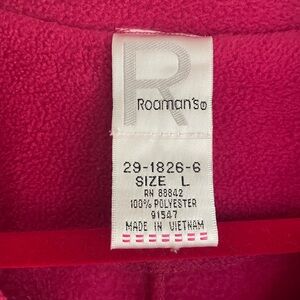 R
Roaman's®
29-1826-6
SIZE L
RN 88842
100% POLYESTER
91547
MADE IN VIETNAM